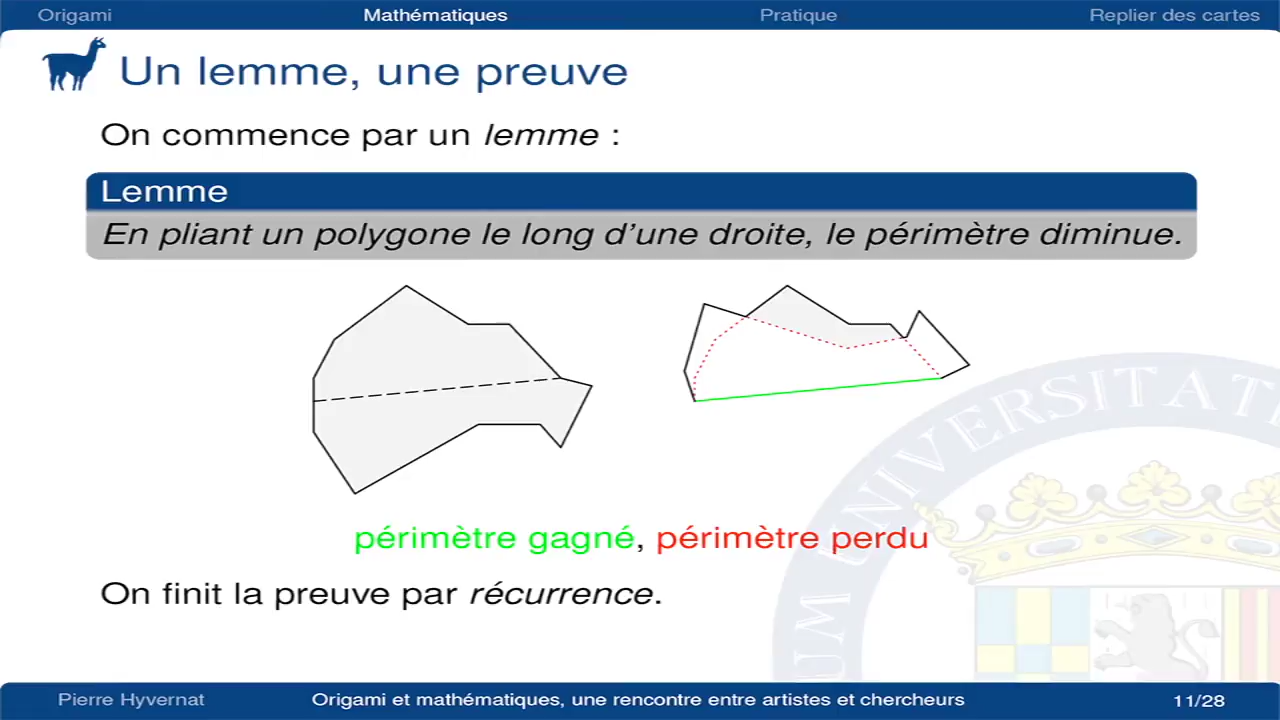 Origami Mathématiques Pratique Replier des cartes
Un lemme, une preuve
On commence par un lemme :
Lemme
En pliant un polygone le long d'une droite, le périmètre diminue.
périmètre gagné, périmètre perdu
On finit la preuve par récurrence.
UM UNIVERSITAT
Pierre Hyvernat Origami et mathématiques, une rencontre entre artistes et chercheurs 11/28